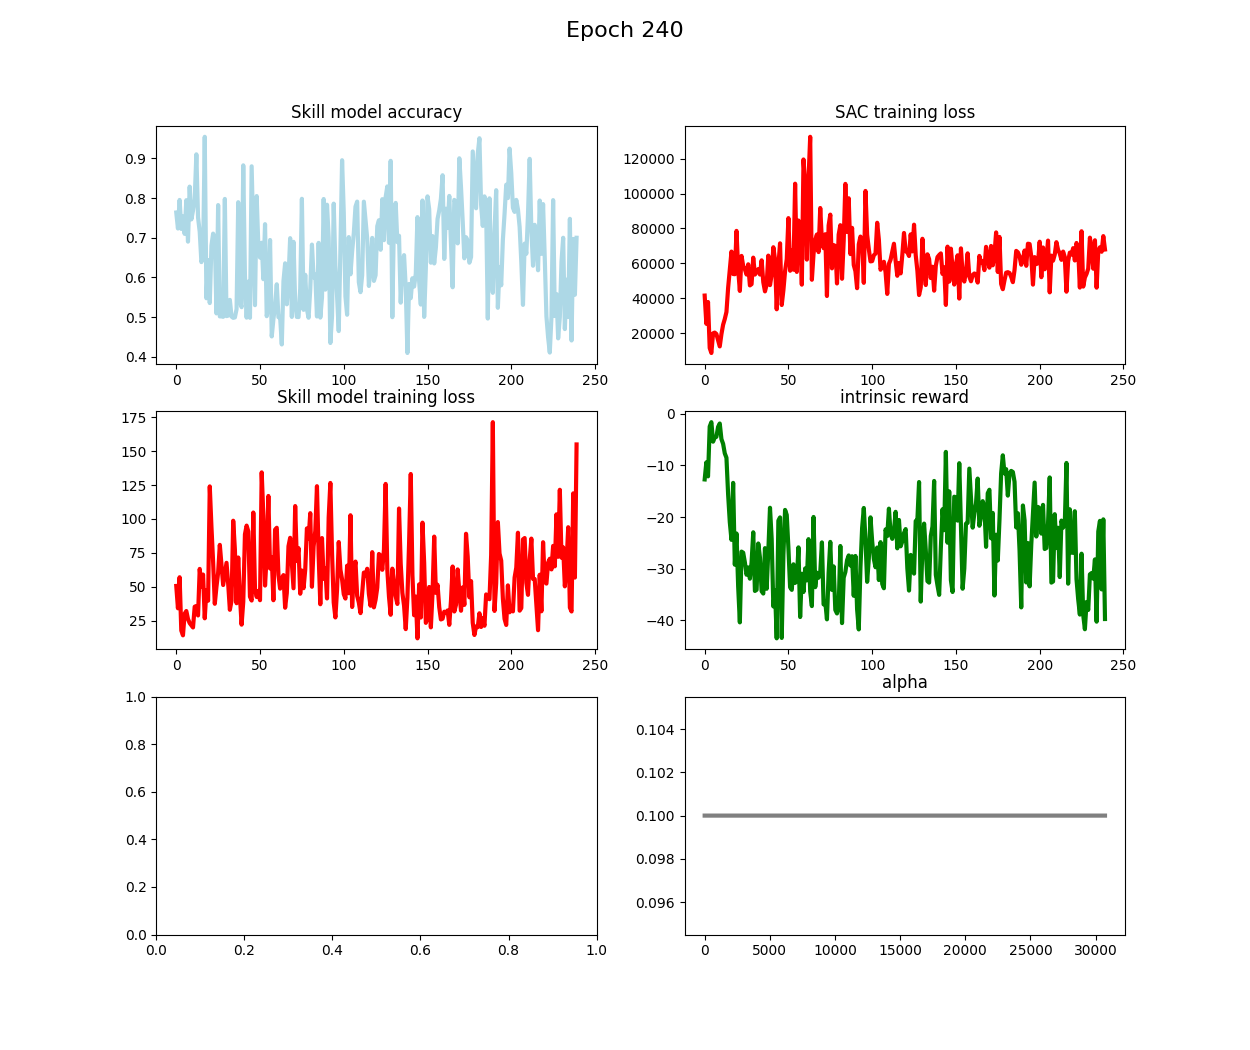 Epoch 240
Skill model accuracy
0.9
0.8
0.7
0.6
0.5
0.4
0 50 100 150 200 250
SAC training loss
120000
100000
80000
60000
40000
20000
0 50 100 150 200 250
Skill model training loss
175
150
125
100
75
50
25
0 50 100 150 200 250
intrinsic reward
0
−10
−20
−30
−40
0 50 100 150 200 250
1.0
0.8
0.6
0.4
0.2
0.0
0.0 0.2 0.4 0.6 0.8 1.0
alpha
0.104
0.102
0.100
0.098
0.096
0 5000 10000 15000 20000 25000 30000